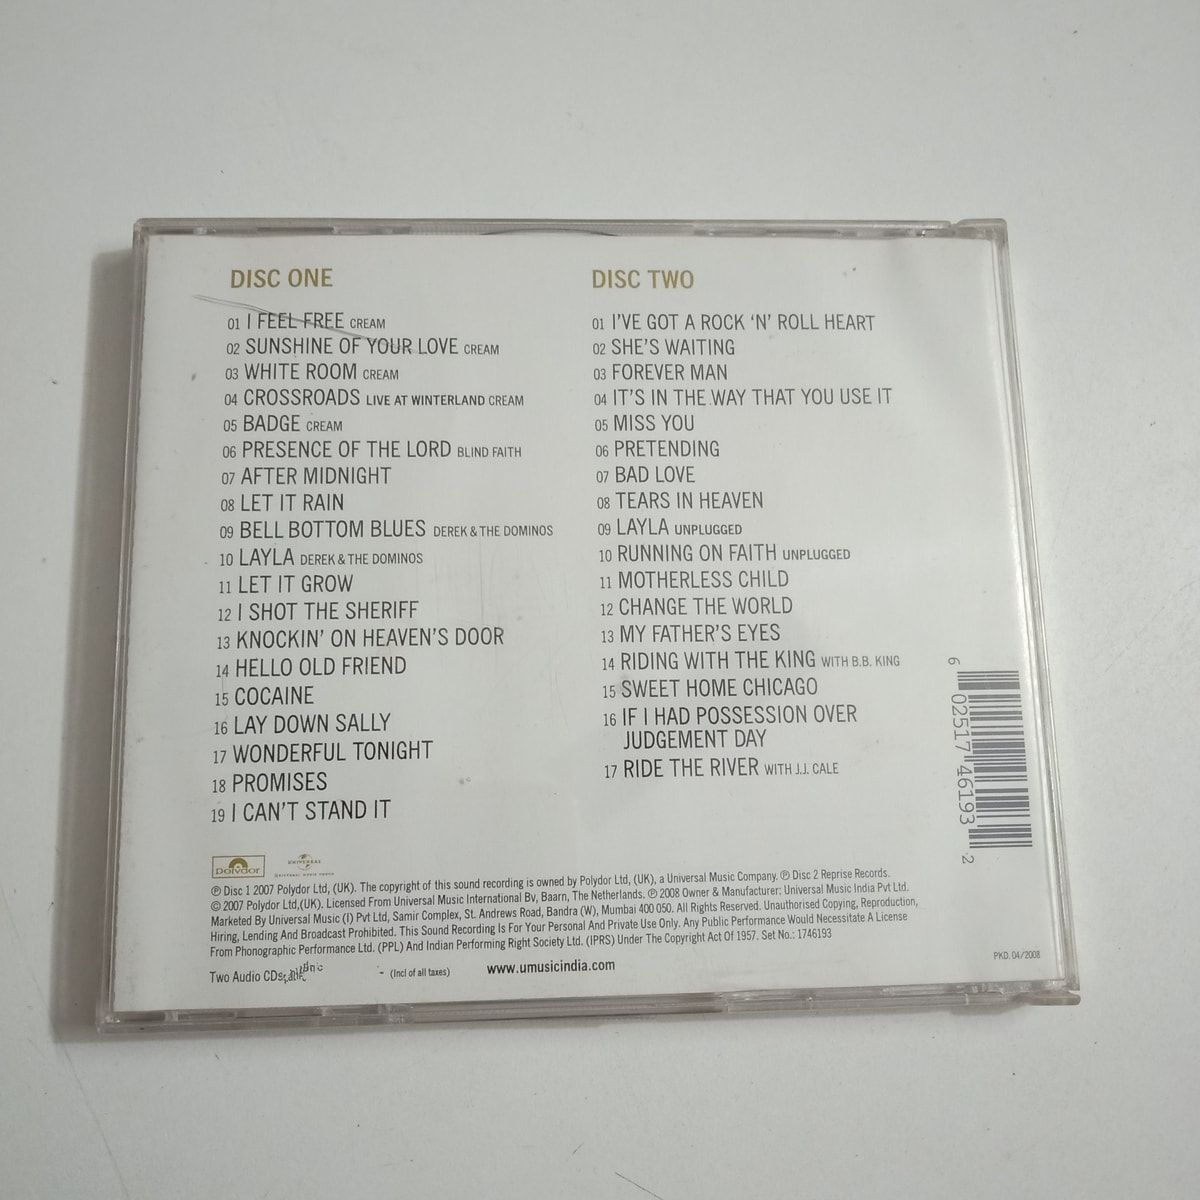 DISC ONE
01 I FEEL FREE CREAM
02 SUNSHINE OF YOUR LOVE CREAM
03 WHITE ROOM CREAM
04 CROSSROADS LIVE AT WINTERLAND CREAM
05 BADGE CREAM
06 PRESENCE OF THE LORD BLIND FAITH
07 AFTER MIDNIGHT
08 LET IT RAIN
09 BELL BOTTOM BLUES DEREK & THE DOMINOS
10 LAYLA DEREK & THE DOMINOS
11 LET IT GROW
12 I SHOT THE SHERIFF
13 KNOCKIN' ON HEAVEN'S DOOR
14 HELLO OLD FRIEND
15 COCAINE
16 LAY DOWN SALLY
17 WONDERFUL TONIGHT
18 PROMISES
19 I CAN'T STAND IT
DISC TWO
01 I'VE GOT A ROCK 'N' ROLL HEART
02 SHE'S WAITING
03 FOREVER MAN
04 IT'S IN THE WAY THAT YOU USE IT
05 MISS YOU
06 PRETENDING
07 BAD LOVE
08 TEARS IN HEAVEN
09 LAYLA UNPLUGGED
10 RUNNING ON FAITH UNPLUGGED
11 MOTHERLESS CHILD
12 CHANGE THE WORLD
13 MY FATHER'S EYES
14 RIDING WITH THE KING WITH B.B. KING
15 SWEET HOME CHICAGO
16 IF I HAD POSSESSION OVER
JUDGEMENT DAY
17 RIDE THE RIVER WITH J.J. CALE
6 02517 46193 2
Polydor
UNIVERSAL
UNIVERSAL MUSIC GROUP
℗ Disc 1 2007 Polydor Ltd, (UK). The copyright of this sound recording is owned by Polydor Ltd, (UK), a Universal Music Company. ℗ Disc 2 Reprise Records.
© 2007 Polydor Ltd,(UK). Licensed From Universal Music International Bv, Baarn, The Netherlands. ℗ 2008 Owner & Manufacturer: Universal Music India Pvt Ltd.
Marketed By Universal Music (I) Pvt Ltd, Samir Complex, St. Andrews Road, Bandra (W), Mumbai 400 050. All Rights Reserved. Unauthorised Copying, Reproduction,
Hiring, Lending And Broadcast Prohibited. This Sound Recording Is For Your Personal And Private Use Only. Any Public Performance Would Necessitate A License
From Phonographic Performance Ltd. (PPL) And Indian Performing Right Society Ltd. (IPRS) Under The Copyright Act Of 1957. Set No.: 1746193
Two Audio CDs (Incl of all taxes) www.umusicindia.com
PKD. 04/2008